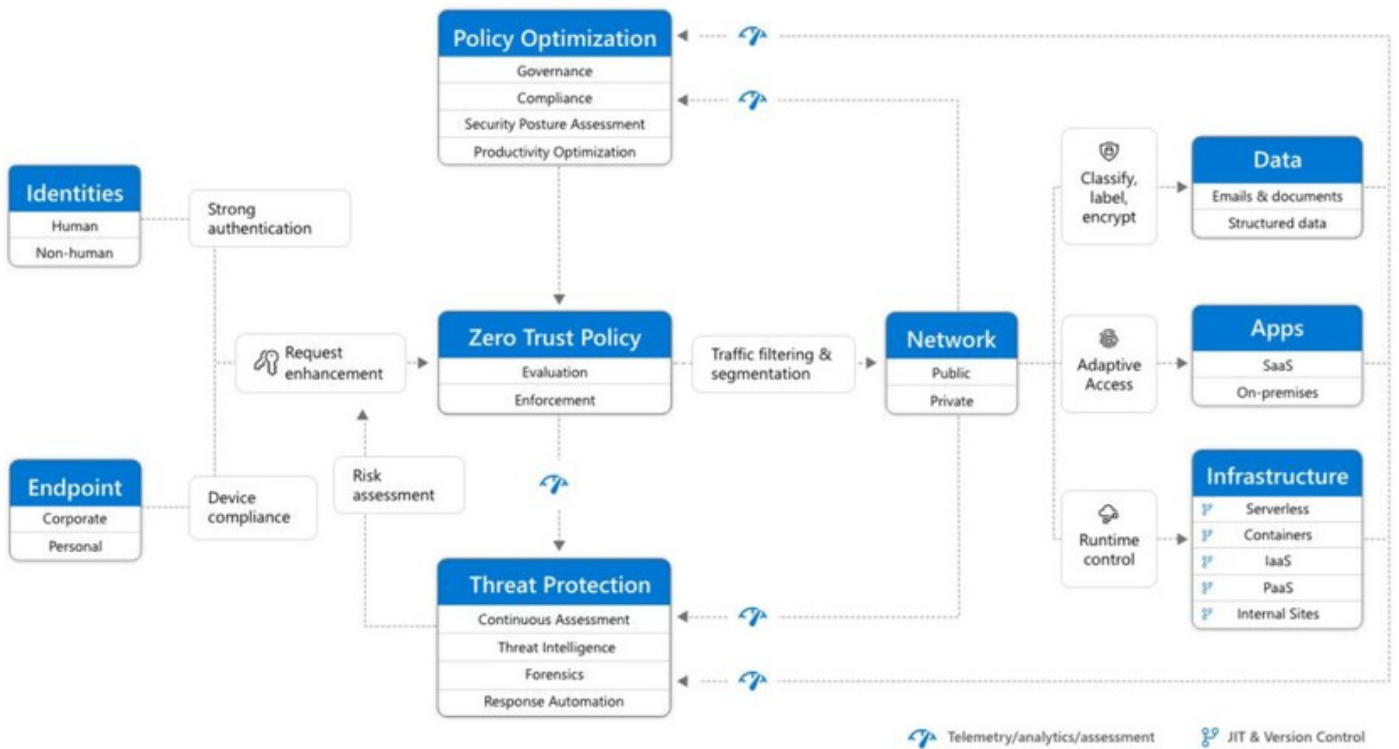 Policy Optimization
Governance
Compliance
Security Posture Assessment
Productivity Optimization
Identities
Human
Non-human
Strong
authentication
Endpoint
Corporate
Personal
Device
compliance
Request
enhancement
Risk
assessment
Zero Trust Policy
Evaluation
Enforcement
Threat Protection
Continuous Assessment
Threat Intelligence
Forensics
Response Automation
Traffic filtering &
segmentation
Network
Public
Private
Classify,
label,
encrypt
Data
Emails & documents
Structured data
Adaptive
Access
Apps
SaaS
On-premises
Runtime
control
Infrastructure
Serverless
Containers
IaaS
PaaS
Internal Sites
Telemetry/analytics/assessment
JIT & Version Control